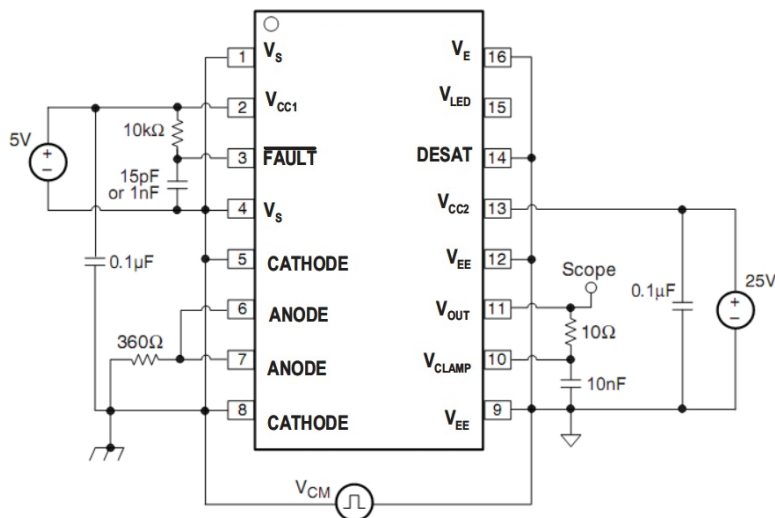 1 V_S V_E 16
2 V_CC1 V_LED 15
10kΩ
5V
+
−
3 FAULT DESAT 14
15pF
or 1nF
4 V_S V_CC2 13
0.1µF
5 CATHODE V_EE 12
Scope
6 ANODE V_OUT 11
0.1µF
25V
+
−
360Ω
10Ω
7 ANODE V_CLAMP 10
10nF
8 CATHODE V_EE 9
V_CM